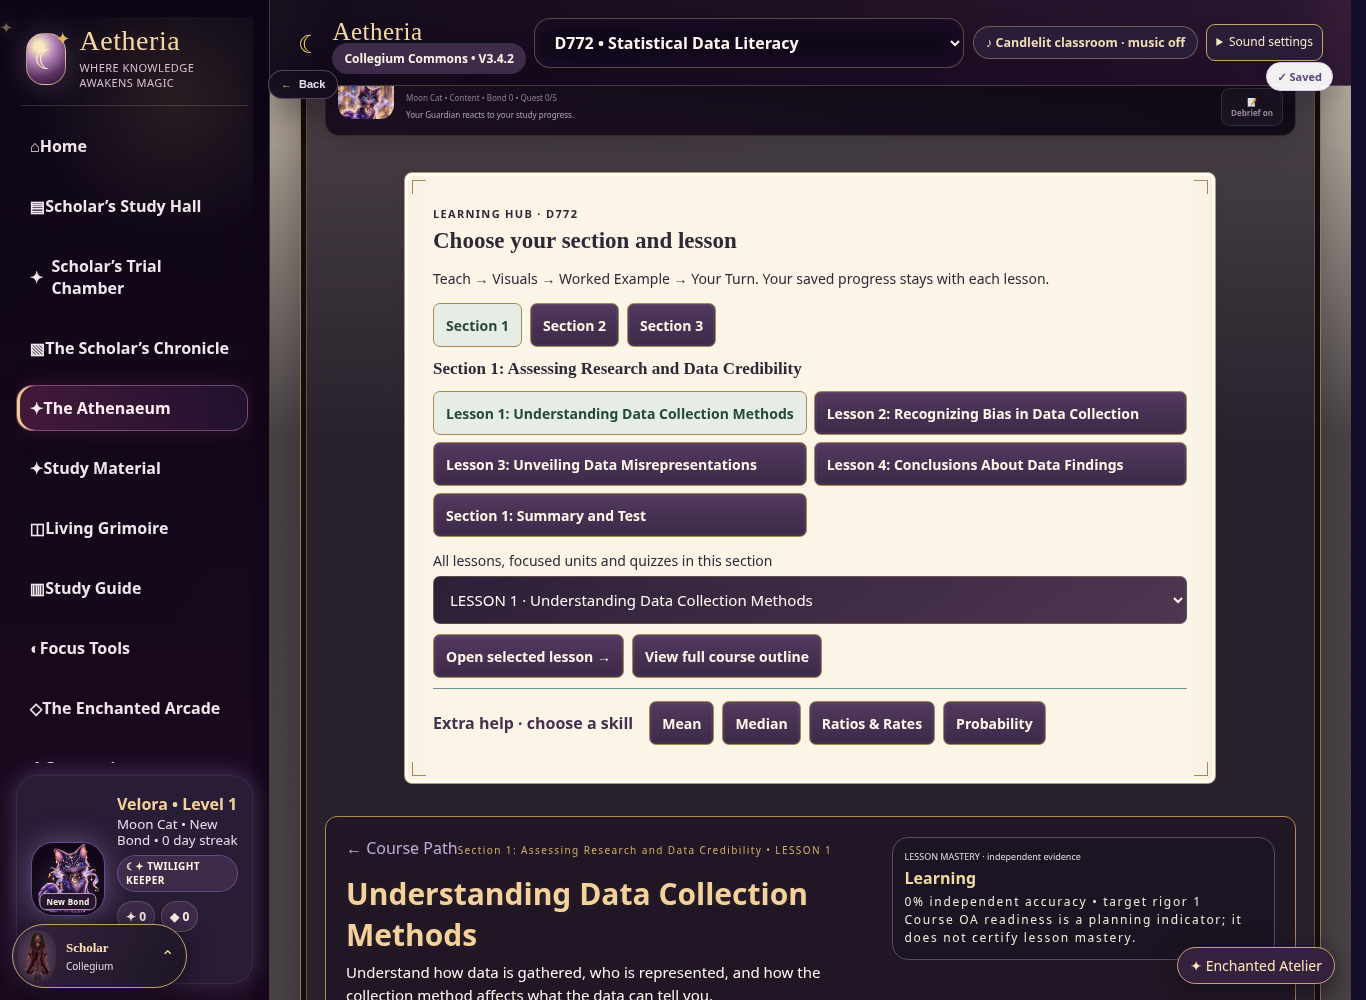 Aetheria
WHERE KNOWLEDGE
AWAKENS MAGIC
Home
Scholar’s Study Hall
Scholar’s Trial
Chamber
The Scholar’s Chronicle
The Athenaeum
Study Material
Living Grimoire
Study Guide
Focus Tools
The Enchanted Arcade
Velora • Level 1
Moon Cat • New
Bond • 0 day streak
TWILIGHT
KEEPER
New Bond
✦ 0 ◆ 0
Scholar
Collegium
Aetheria
Collegium Commons • V3.4.2
D772 • Statistical Data Literacy
♪ Candlelit classroom · music off
Sound settings
✓ Saved
← Back
Moon Cat • Content • Bond 0 • Quest 0/5
Your Guardian reacts to your study progress.
Debrief on
LEARNING HUB · D772
Choose your section and lesson
Teach → Visuals → Worked Example → Your Turn. Your saved progress stays with each lesson.
Section 1 Section 2 Section 3
Section 1: Assessing Research and Data Credibility
Lesson 1: Understanding Data Collection Methods
Lesson 2: Recognizing Bias in Data Collection
Lesson 3: Unveiling Data Misrepresentations
Lesson 4: Conclusions About Data Findings
Section 1: Summary and Test
All lessons, focused units and quizzes in this section
LESSON 1 · Understanding Data Collection Methods
Open selected lesson → View full course outline
Extra help · choose a skill Mean Median Ratios & Rates Probability
← Course Path Section 1: Assessing Research and Data Credibility • LESSON 1
Understanding Data Collection
Methods
Understand how data is gathered, who is represented, and how the
collection method affects what the data can tell you.
LESSON MASTERY · independent evidence
Learning
0% independent accuracy • target rigor 1
Course OA readiness is a planning indicator; it
does not certify lesson mastery.
✦ Enchanted Atelier